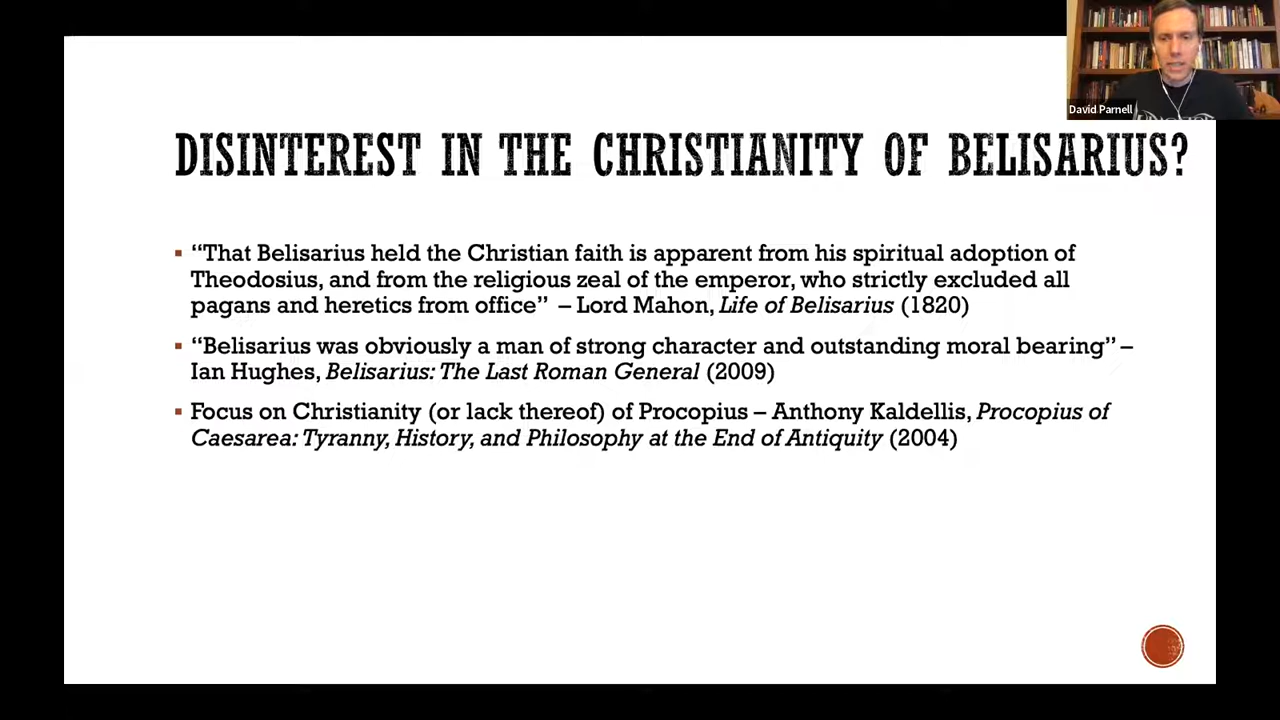 David Parnell
DISINTEREST IN THE CHRISTIANITY OF BELISARIUS?
▪ “That Belisarius held the Christian faith is apparent from his spiritual adoption of
Theodosius, and from the religious zeal of the emperor, who strictly excluded all
pagans and heretics from office” – Lord Mahon, Life of Belisarius (1820)
▪ “Belisarius was obviously a man of strong character and outstanding moral bearing” –
Ian Hughes, Belisarius: The Last Roman General (2009)
▪ Focus on Christianity (or lack thereof) of Procopius – Anthony Kaldellis, Procopius of
Caesarea: Tyranny, History, and Philosophy at the End of Antiquity (2004)